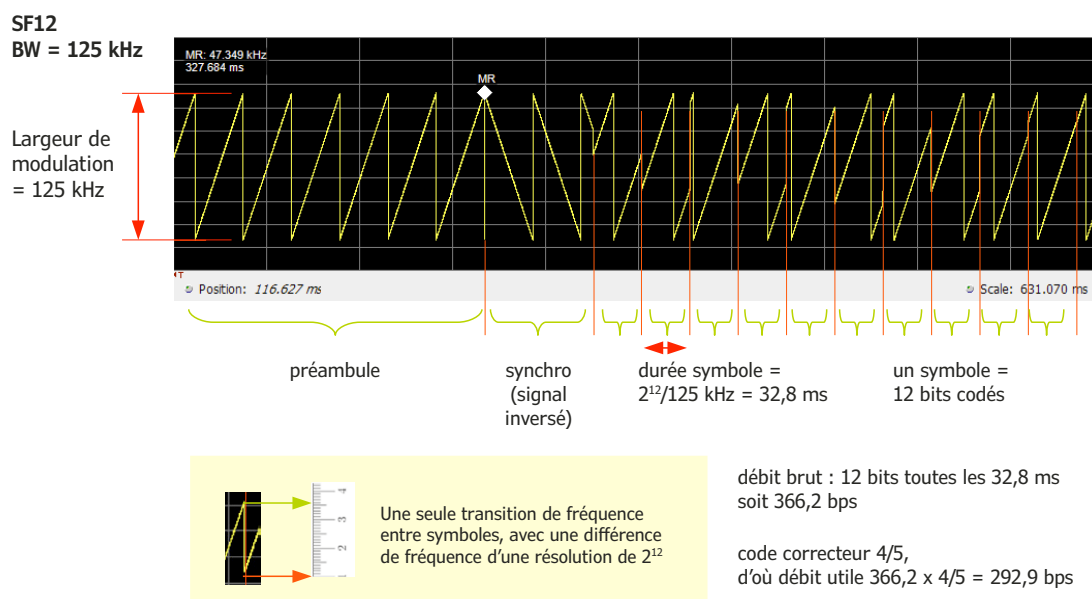 SF12
BW = 125 kHz
MR: 47.349 kHz
327.684 ms
MR
Largeur de
modulation
= 125 kHz
T
Position: 116.627 ms
Scale: 631.070 ms
préambule
synchro
(signal
inversé)
durée symbole =
2¹²/125 kHz = 32,8 ms
un symbole =
12 bits codés
4
3
2
1
Une seule transition de fréquence
entre symboles, avec une différence
de fréquence d’une résolution de 2¹²
débit brut : 12 bits toutes les 32,8 ms
soit 366,2 bps
code correcteur 4/5,
d’où débit utile 366,2 x 4/5 = 292,9 bps